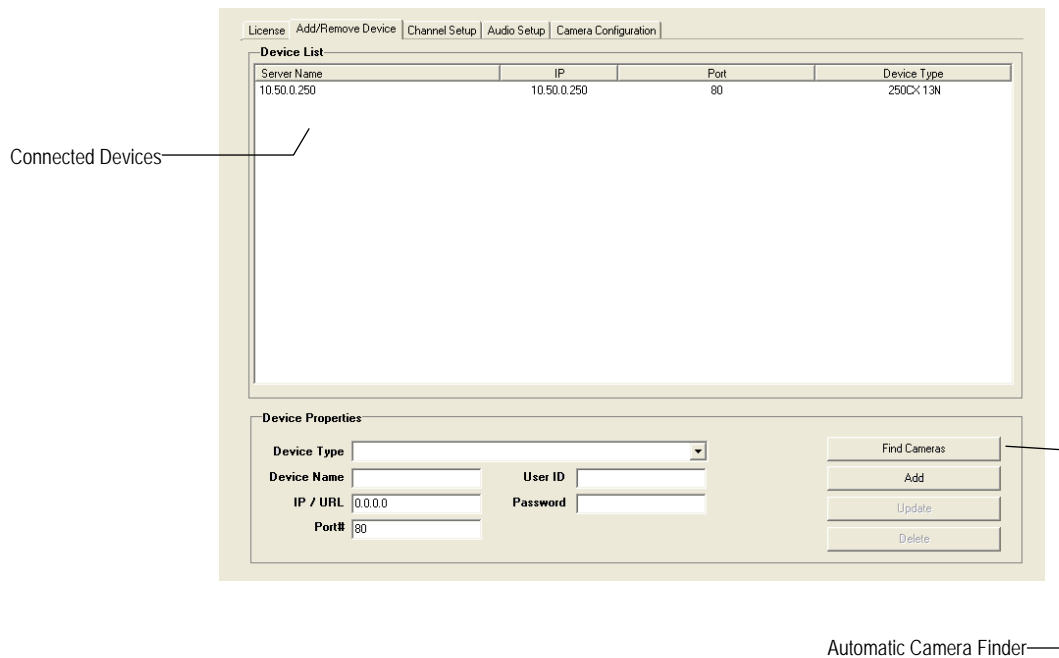 License Add/Remove Device Channel Setup Audio Setup Camera Configuration
Device List
Server Name IP Port Device Type
10.50.0.250 10.50.0.250 80 250CX 13N
Connected Devices
Device Properties
Device Type
Find Cameras
Device Name User ID
Add
IP / URL 0.0.0.0 Password
Update
Port# 80
Delete
Automatic Camera Finder